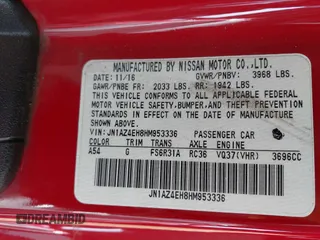 MANUFACTURED BY NISSAN MOTOR CO.,LTD.
DATE: 11/16 GVWR/PNBV: 3968 LBS.
GAWR/PNBE FR: 2033 LBS. RR: 1942 LBS.
THIS VEHICLE CONFORMS TO ALL APPLICABLE FEDERAL
MOTOR VEHICLE SAFETY, BUMPER, AND THEFT PREVENTION
STANDARDS IN EFFECT ON THE DATE OF MANUFACTURE
SHOWN ABOVE.
VIN: JN1AZ4EH8HM953336 PASSENGER CAR
COLOR TRIM TRANS AXLE ENGINE
A54 G FS6R31A RC36 VQ37(VHR) 3696CC
JN1AZ4EH8HM953336
DREAMBID